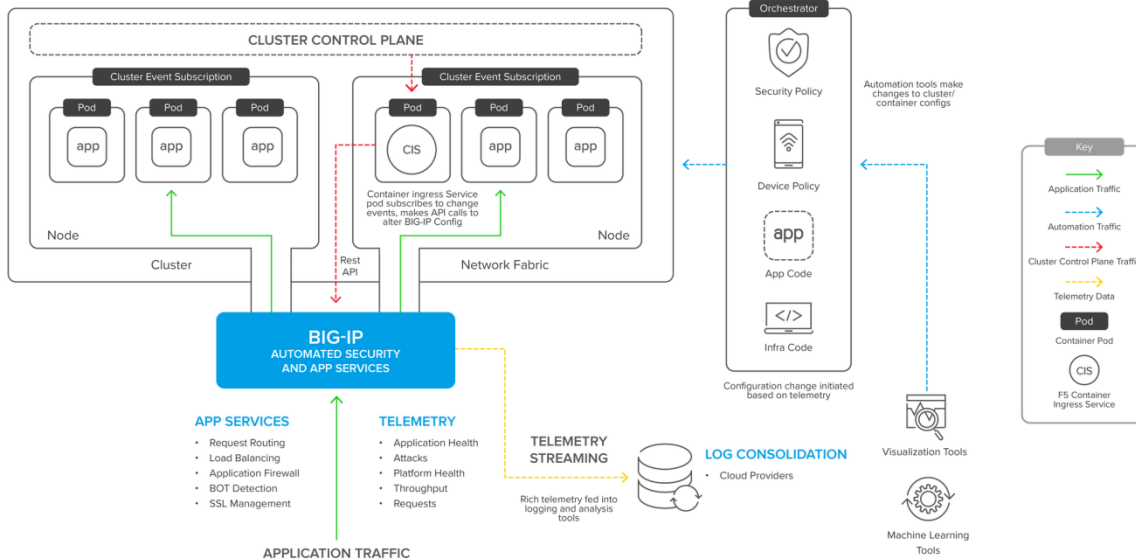 CLUSTER CONTROL PLANE
Cluster Event Subscription
Pod
app
Pod
app
Pod
app
Node
Cluster
Cluster Event Subscription
Pod
CIS
Pod
app
Pod
app
Container ingress Service
pod subscribes to change
events, makes API calls to
alter BIG-IP Config
Node
Network Fabric
Rest
API
BIG-IP
AUTOMATED SECURITY
AND APP SERVICES
APP SERVICES
• Request Routing
• Load Balancing
• Application Firewall
• BOT Detection
• SSL Management
TELEMETRY
• Application Health
• Attacks
• Platform Health
• Throughput
• Requests
APPLICATION TRAFFIC
TELEMETRY
STREAMING
Rich telemetry fed into
logging and analysis
tools
LOG CONSOLIDATION
• Cloud Providers
Orchestrator
Security Policy
Device Policy
app
App Code
</>
Infra Code
Configuration change initiated
based on telemetry
Automation tools make
changes to cluster/
container configs
Visualization Tools
Machine Learning
Tools
Key
Application Traffic
Automation Traffic
Cluster Control Plane Traffic
Telemetry Data
Pod
Container Pod
CIS
F5 Container
Ingress Service